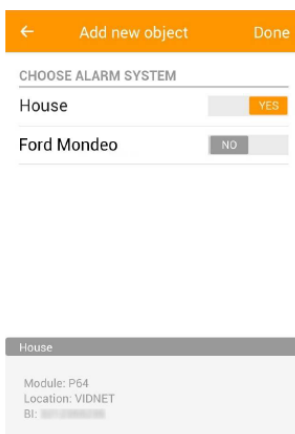 Add new object Done
CHOOSE ALARM SYSTEM
House YES
Ford Mondeo NO
House
Module: P64
Location: VIDNET
BI: